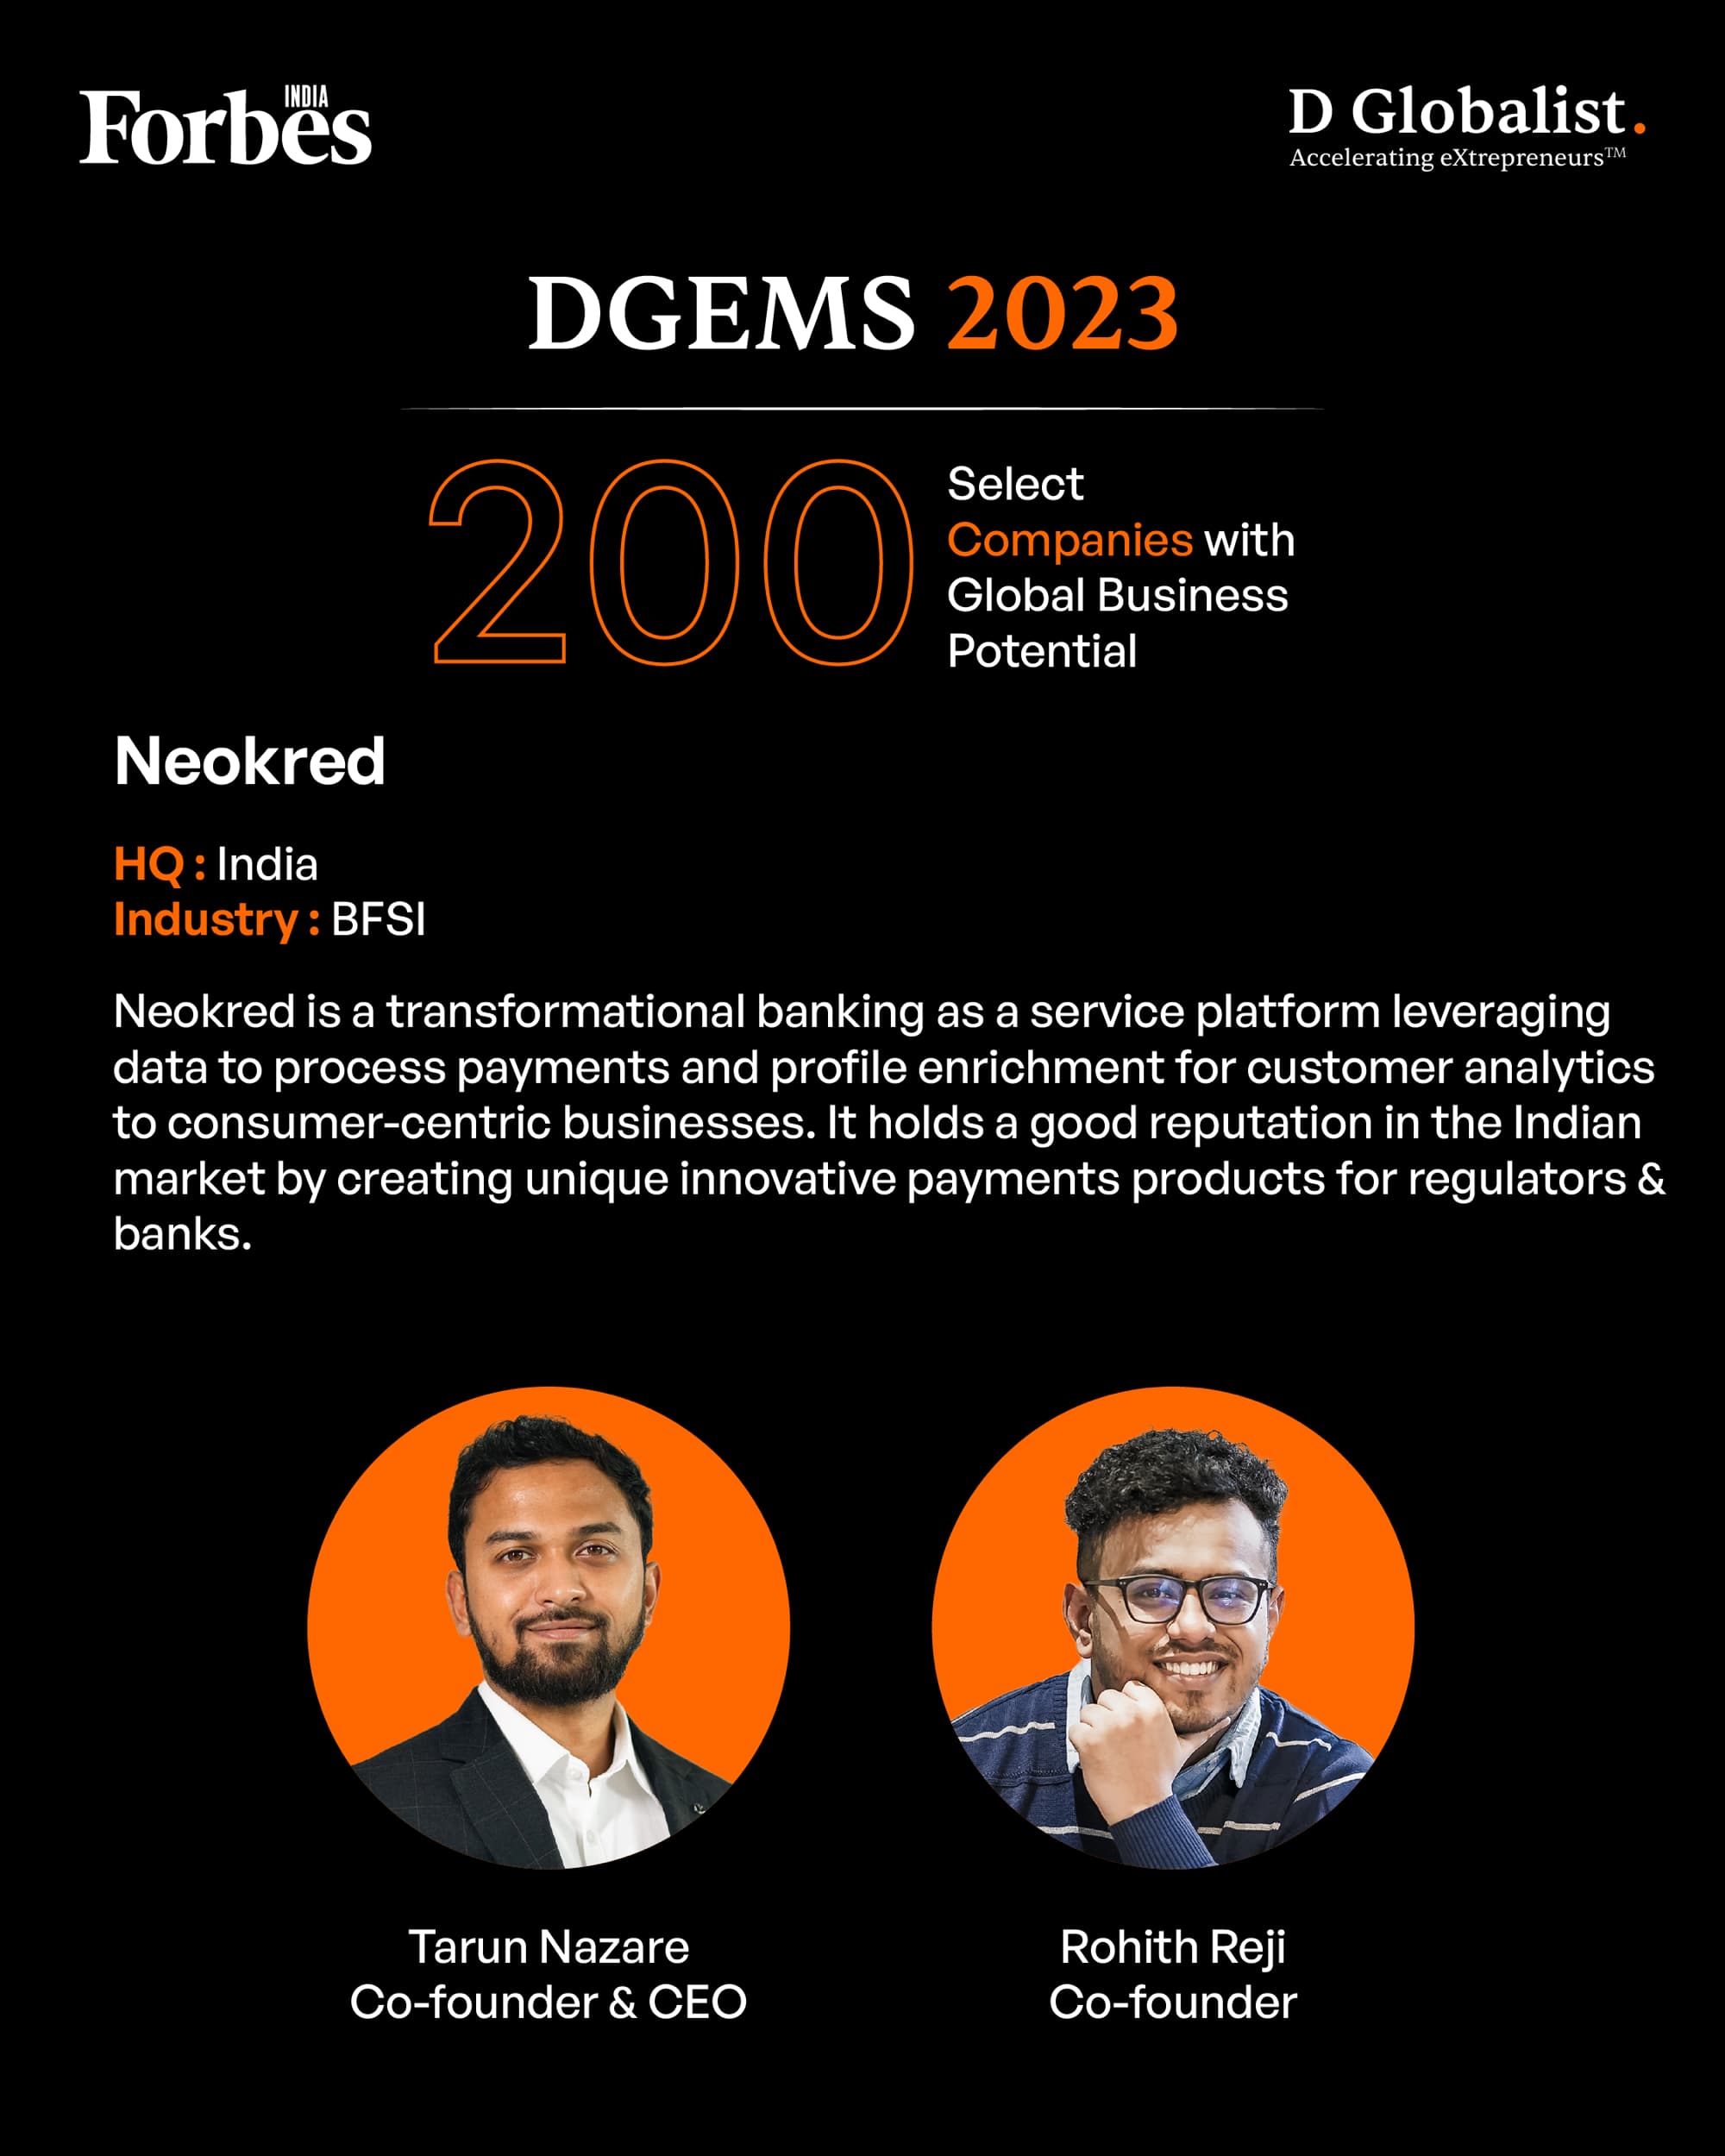 Forbes INDIA
D Globalist.
Accelerating eXtrepreneurs™
DGEMS 2023
200
Select
Companies with
Global Business
Potential
Neokred
HQ : India
Industry : BFSI
Neokred is a transformational banking as a service platform leveraging
data to process payments and profile enrichment for customer analytics
to consumer-centric businesses. It holds a good reputation in the Indian
market by creating unique innovative payments products for regulators &
banks.
Tarun Nazare
Co-founder & CEO
Rohith Reji
Co-founder